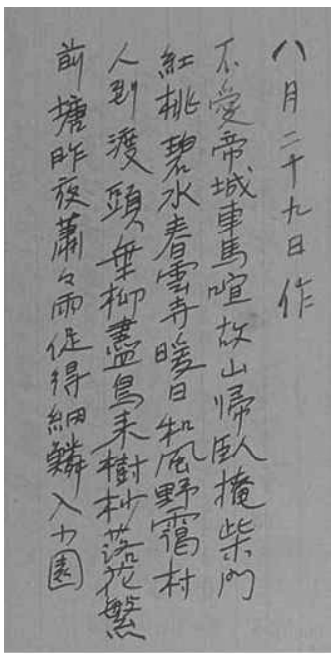 八月二十九日作
不愛帝城車馬喧故山帰臥掩柴門
紅桃碧水春雲寺暖日和風野靄村
人到渡頭垂柳盡鳥来樹杪落花繁
前塘昨夜蕭々雨促得細鱗入小園